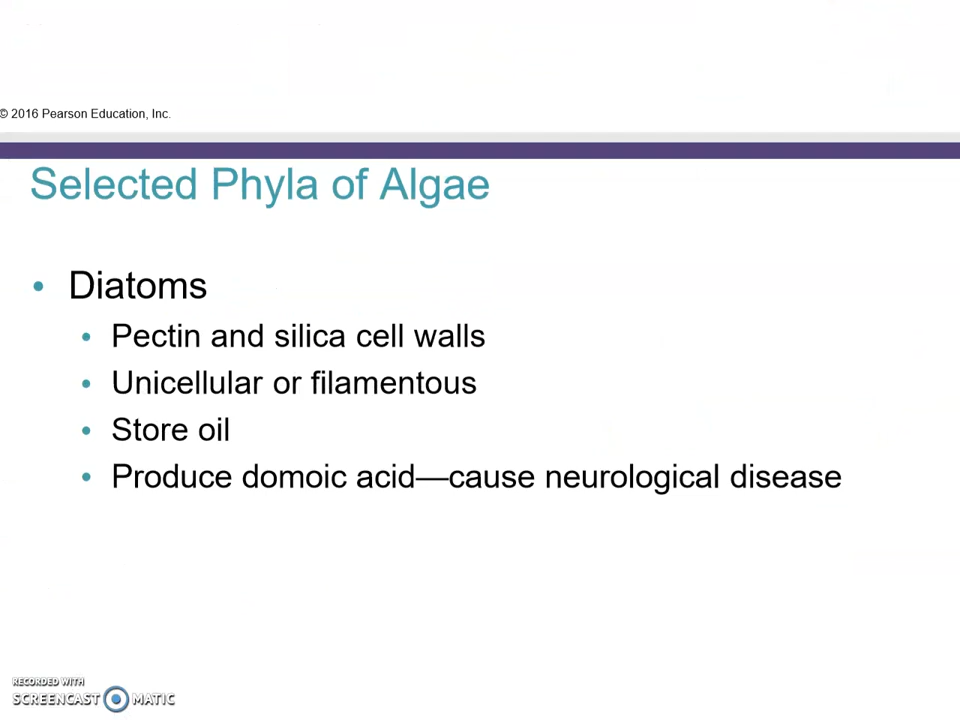 © 2016 Pearson Education, Inc.
Selected Phyla of Algae
• Diatoms
• Pectin and silica cell walls
• Unicellular or filamentous
• Store oil
• Produce domoic acid—cause neurological disease
RECORDED WITH
SCREENCAST MATIC